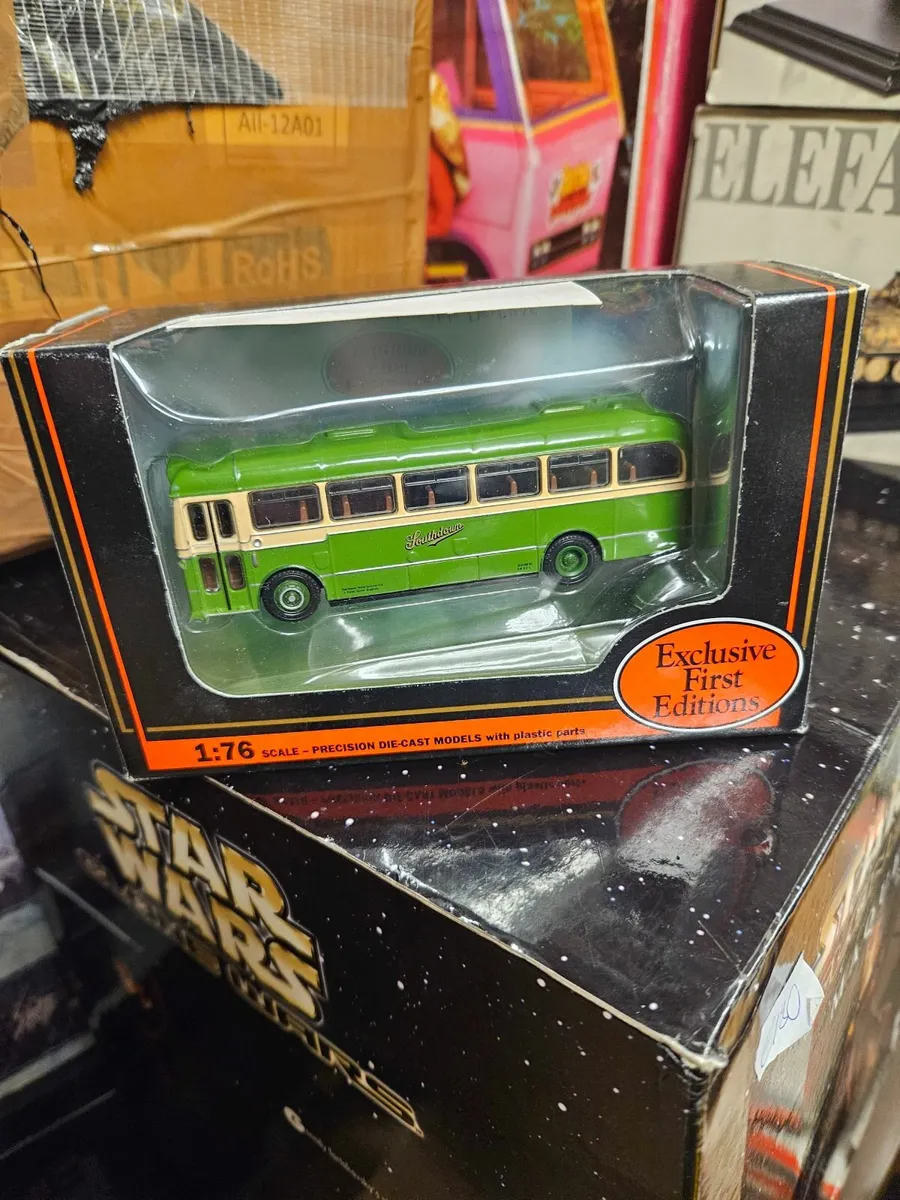 All-12A01
RoHS
ELEFA
Southdown
Exclusive
First
Editions
1:76 SCALE – PRECISION DIE-CAST MODELS with plastic parts
STAR
WARS